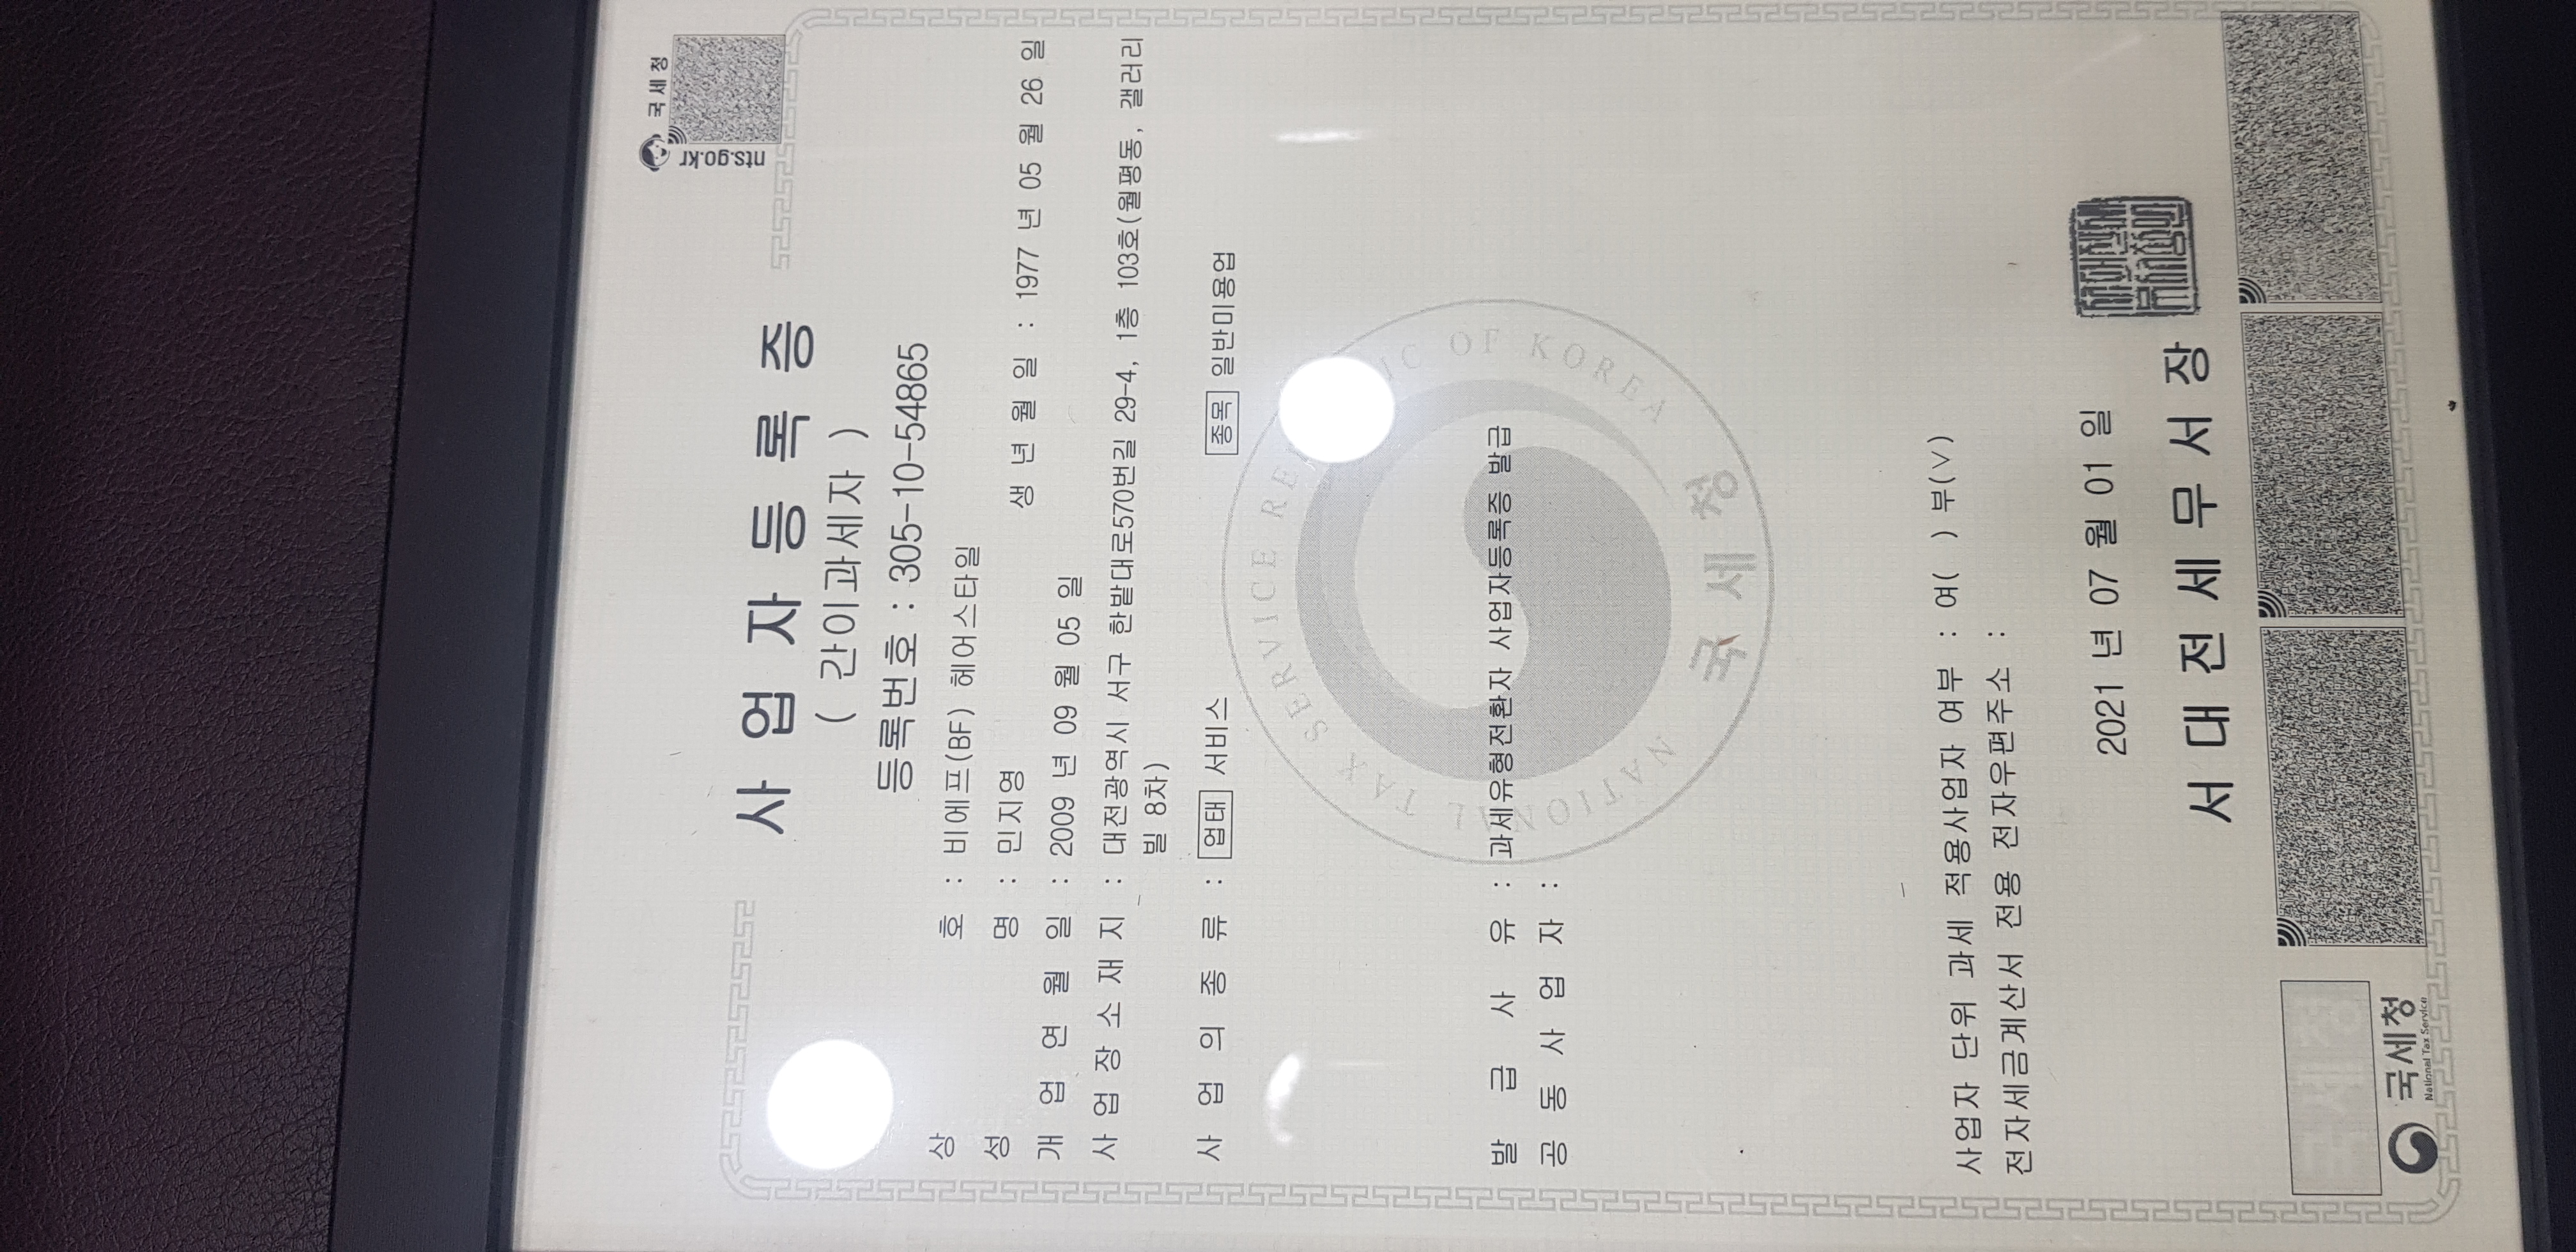 국세청
nts.go.kr
사업자등록증
( 간이과세자 )
등록번호 : 305-10-54865
상 호 : 비에프(BF) 헤어스타일
성 명 : 민지영 생 년 월 일 : 1977 년 05 월 26 일
개 업 연 월 일 : 2009 년 09 월 05 일
사 업 장 소 재 지 : 대전광역시 서구 한밭대로570번길 29-4, 1층 103호(월평동, 갤러리
빌 8차)
사 업 의 종 류 : 업태 서비스 종목 일반미용업
NATIONAL TAX SERVICE REPUBLIC OF KOREA
국세청
발 급 사 유 : 과세유형전환자 사업자등록증 발급
공 동 사 업 자 :
사업자 단위 과세 적용사업자 여부 : 여( ) 부(∨)
전자세금계산서 전용 전자우편주소 :
2021 년 07 월 01 일
서대전세무서장
국세청
National Tax Service